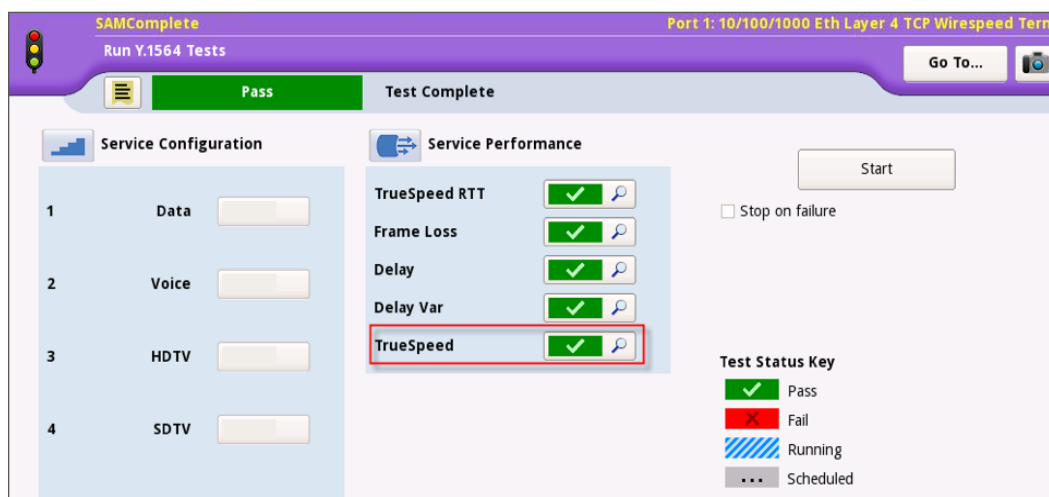 SAMComplete
Port 1: 10/100/1000 Eth Layer 4 TCP Wirespeed Term
Run Y.1564 Tests
Go To...
Pass
Test Complete
Service Configuration
Service Performance
Start
Stop on failure
1 Data
2 Voice
3 HDTV
4 SDTV
TrueSpeed RTT
Frame Loss
Delay
Delay Var
TrueSpeed
Test Status Key
Pass
Fail
Running
... Scheduled